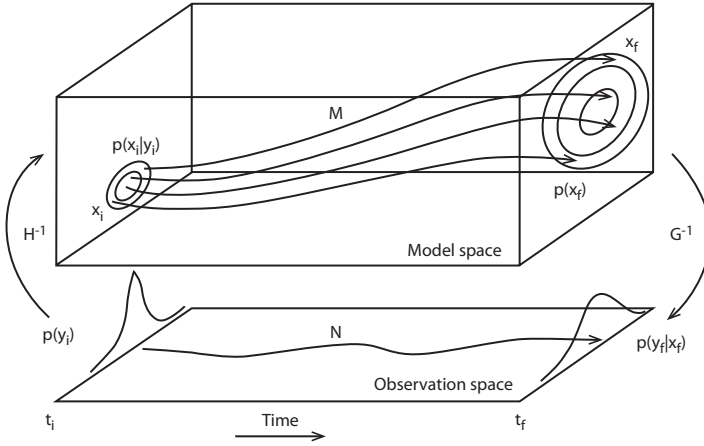 x_f
M
p(x_i|y_i)
x_i
p(x_f)
H⁻¹
G⁻¹
Model space
p(y_i)
N
p(y_f|x_f)
Observation space
t_i
Time
t_f